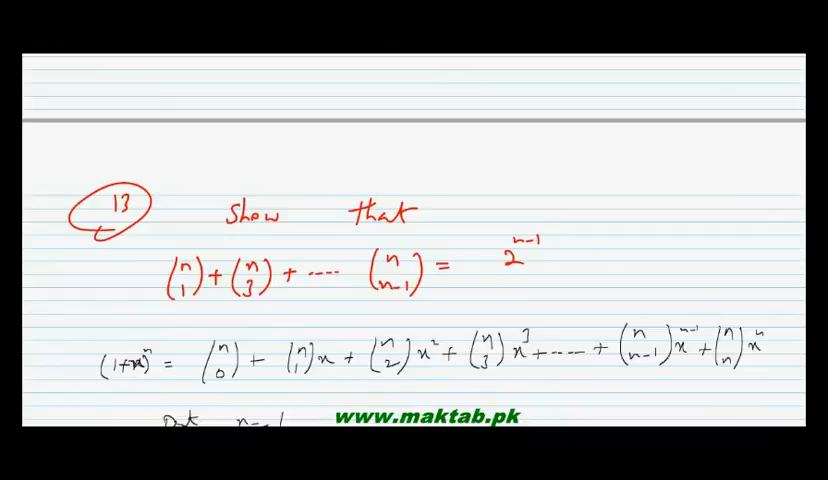 13 Show that
(n 1) + (n 3) + .... (n n-1) = 2^{n-1}
(1+x)^n = (n 0) + (n 1)x + (n 2)x^2 + (n 3)x^3 + ..... + (n n-1)x^{n-1} + (n n)x^n
www.maktab.pk